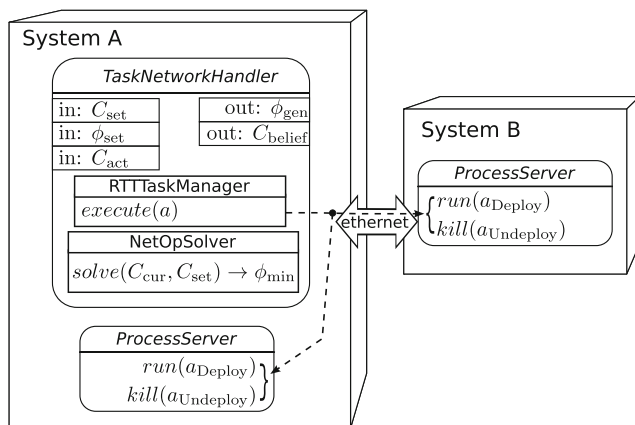 System A
TaskNetworkHandler
in: C_set
out: ϕ_gen
in: ϕ_set
out: C_belief
in: C_act
RTTTaskManager
execute(a)
NetOpSolver
solve(C_cur, C_set) → ϕ_min
ProcessServer
run(a_Deploy)
kill(a_Undeploy)
ethernet
System B
ProcessServer
run(a_Deploy)
kill(a_Undeploy)